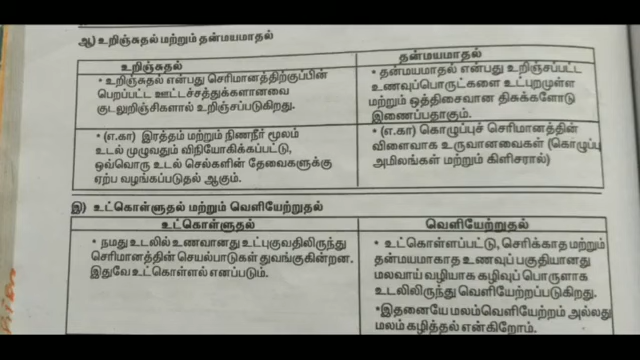 ஆ) உறிஞ்சுதல் மற்றும் தன்மயமாதல்
உறிஞ்சுதல்
• உறிஞ்சுதல் என்பது செரிமானத்திற்குப்பின்
பெறப்பட்ட ஊட்டச்சத்துக்களானவை
குடலுறிஞ்சிகளால் உறிஞ்சப்படுகிறது.
• (எ.கா) இரத்தம் மற்றும் நிணநீர் மூலம்
உடல் முழுவதும் விநியோகிக்கப்பட்டு,
ஒவ்வொரு உடல் செல்களின் தேவைகளுக்கு
ஏற்ப வழங்கப்படுதல் ஆகும்.
தன்மயமாதல்
• தன்மயமாதல் என்பது உறிஞ்சப்பட்ட
உணவுப்பொருட்களை உட்புறமுள்ள
மற்றும் ஒத்திசைவான திசுக்களோடு
இணைப்பதாகும்.
• (எ.கா) கொழுப்புச் செரிமானத்தின்
விளைவாக உருவானவைகள் (கொழுப்பு
அமிலங்கள் மற்றும் கிளிசரால்)
இ) உட்கொள்ளுதல் மற்றும் வெளியேற்றுதல்
உட்கொள்ளுதல்
• நமது உடலில் உணவானது உட்புகுவதிலிருந்து
செரிமானத்தின் செயல்பாடுகள் துவங்குகின்றன.
இதுவே உட்கொள்ளல் எனப்படும்.
வெளியேற்றுதல்
• உட்கொள்ளப்பட்டு, செரிக்காத மற்றும்
தன்மயமாகாத உணவுப் பகுதியானது
மலவாய் வழியாக கழிவுப் பொருளாக
உடலிலிருந்து வெளியேற்றப்படுகிறது.
• இதனையே மலம்வெளியேற்றம் அல்லது
மலம் கழித்தல் என்கிறோம்.